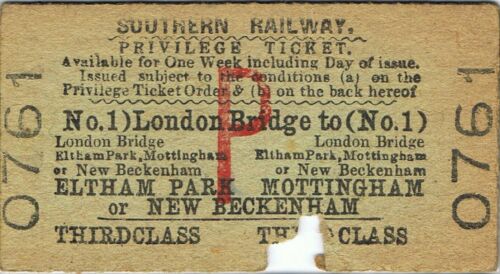 SOUTHERN RAILWAY.
PRIVILEGE TICKET.
Available for One Week including Day of issue.
Issued subject to the conditions (a) on the
Privilege Ticket Order & (b) on the back hereof
P
No.1) London Bridge to (No.1)
London Bridge London Bridge
Eltham Park, Mottingham Eltham Park, Mottingham
or New Beckenham or New Beckenham
ELTHAM PARK MOTTINGHAM
or NEW BECKENHAM
THIRD CLASS CLASS
0761
0761